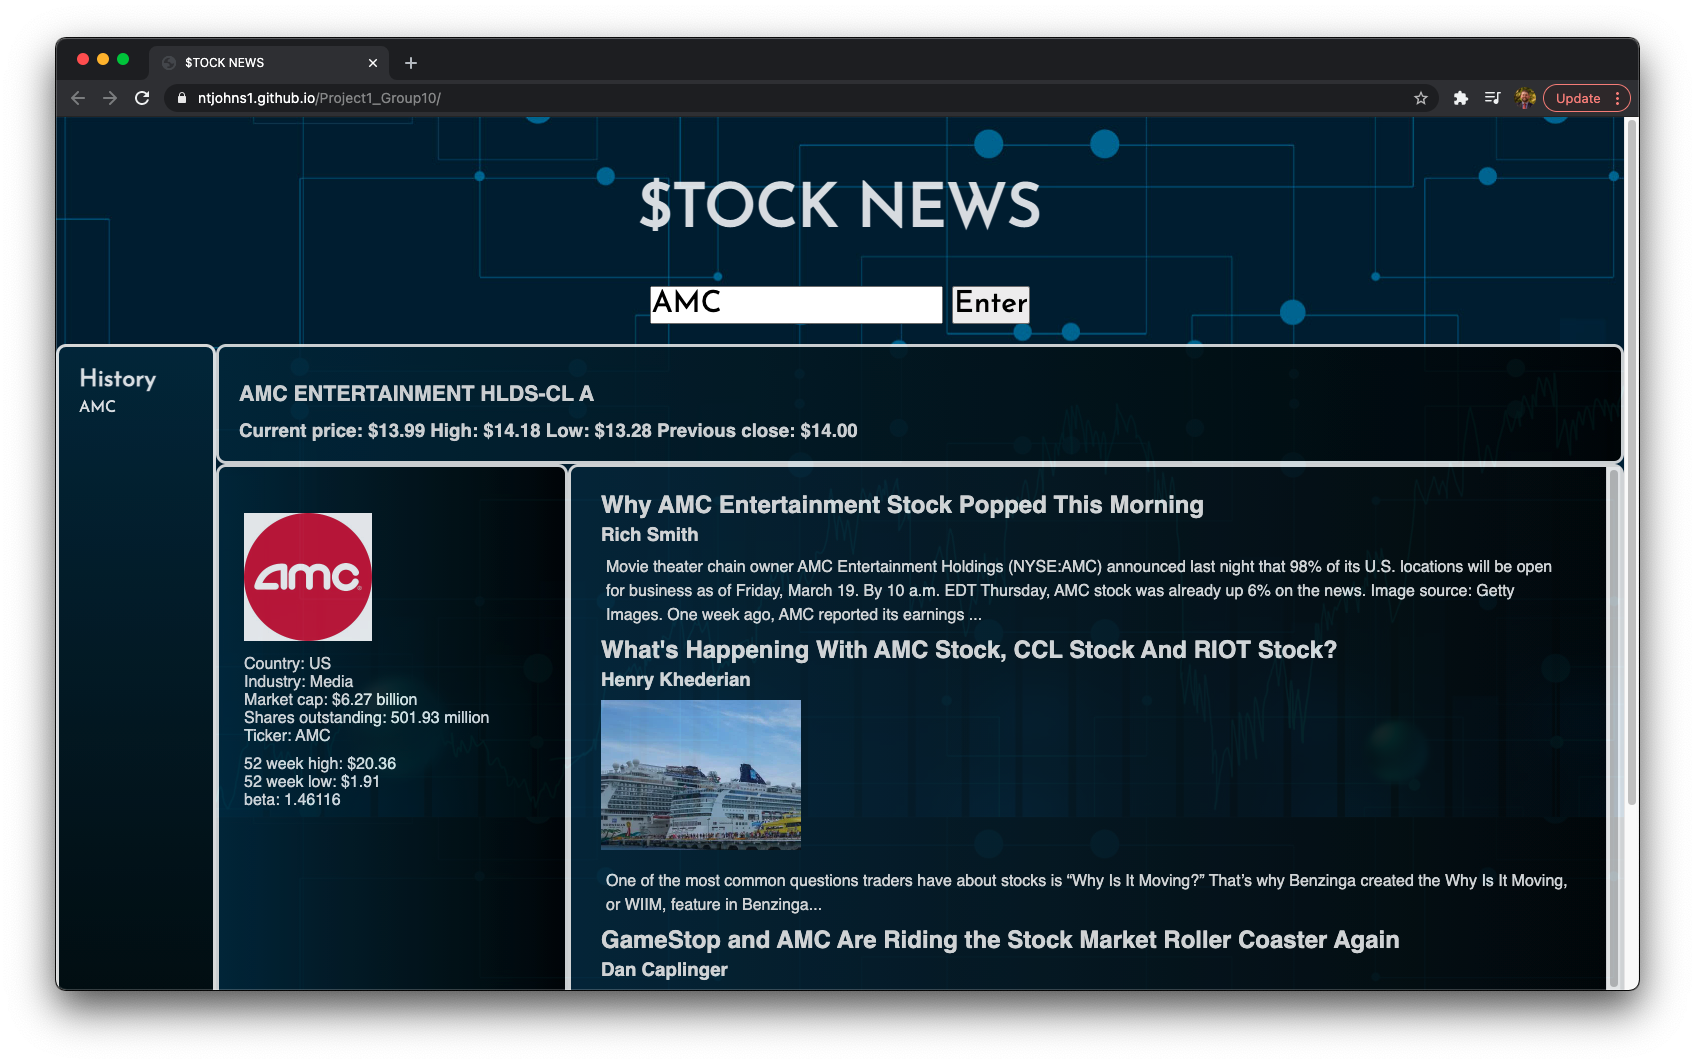 $TOCK NEWS
ntjohns1.github.io/Project1_Group10/
Update
$TOCK NEWS
AMC Enter
History
AMC
AMC ENTERTAINMENT HLDS-CL A
Current price: $13.99 High: $14.18 Low: $13.28 Previous close: $14.00
amc
Country: US
Industry: Media
Market cap: $6.27 billion
Shares outstanding: 501.93 million
Ticker: AMC
52 week high: $20.36
52 week low: $1.91
beta: 1.46116
Why AMC Entertainment Stock Popped This Morning
Rich Smith
Movie theater chain owner AMC Entertainment Holdings (NYSE:AMC) announced last night that 98% of its U.S. locations will be open
for business as of Friday, March 19. By 10 a.m. EDT Thursday, AMC stock was already up 6% on the news. Image source: Getty
Images. One week ago, AMC reported its earnings ...
What's Happening With AMC Stock, CCL Stock And RIOT Stock?
Henry Khederian
One of the most common questions traders have about stocks is “Why Is It Moving?” That’s why Benzinga created the Why Is It Moving,
or WIIM, feature in Benzinga...
GameStop and AMC Are Riding the Stock Market Roller Coaster Again
Dan Caplinger